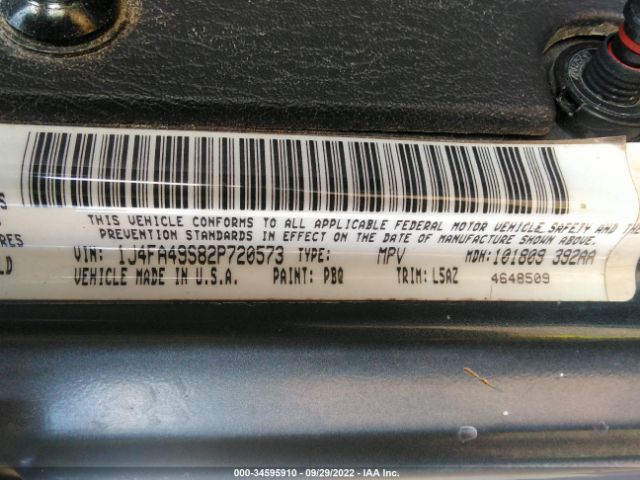 S
THIS VEHICLE CONFORMS TO ALL APPLICABLE FEDERAL MOTOR VEHICLE SAFETY AND
RES
PREVENTION STANDARDS IN EFFECT ON THE DATE OF MANUFACTURE SHOWN ABOVE.
VIN: 1J4FA49S82P720573 TYPE: MPV MDH:101809 392AA
LD
VEHICLE MADE IN U.S.A. PAINT: PBQ TRIM: L5AZ 4648509
000-34595910 - 09/29/2022 - IAA Inc.